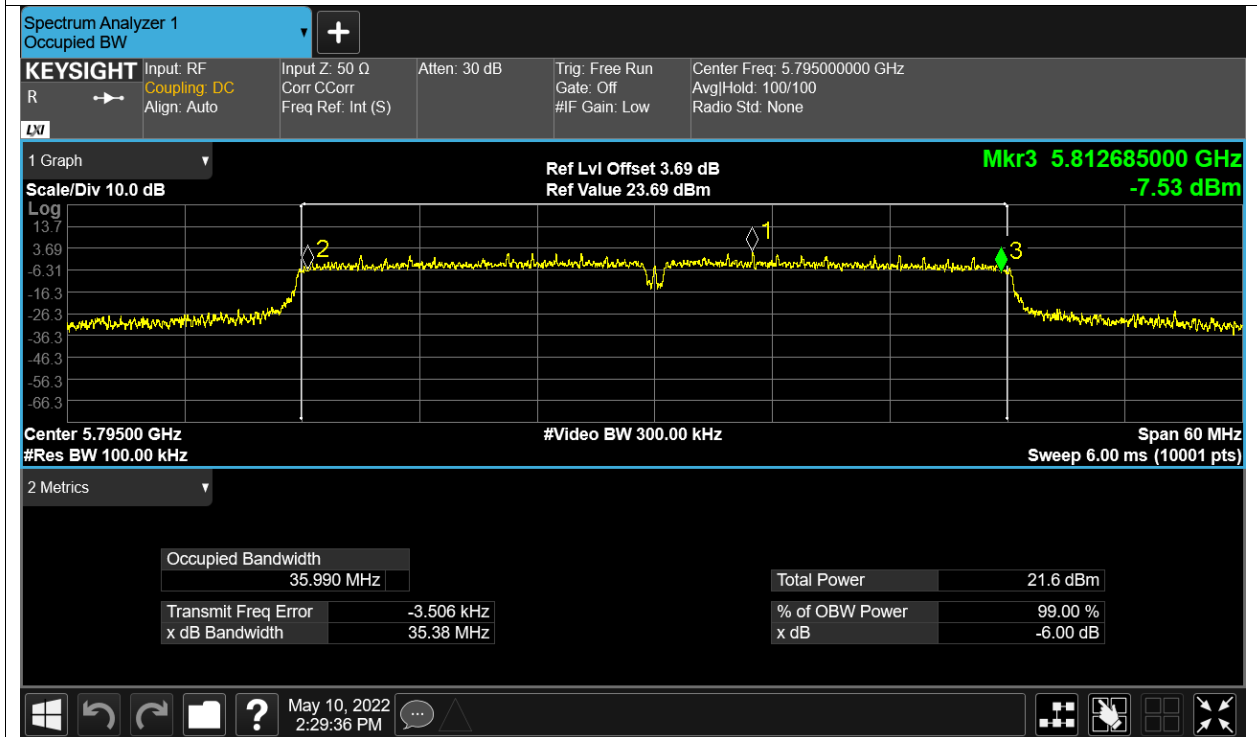 Spectrum Analyzer 1
Occupied BW
KEYSIGHT Input: RF Input Z: 50 Ω Atten: 30 dB Trig: Free Run Center Freq: 5.795000000 GHz
R Coupling: DC Corr CCorr Gate: Off Avg|Hold: 100/100
Align: Auto Freq Ref: Int (S) #IF Gain: Low Radio Std: None
LXI
1 Graph Ref Lvl Offset 3.69 dB Mkr3 5.812685000 GHz
Scale/Div 10.0 dB Ref Value 23.69 dBm -7.53 dBm
Log
13.7
3.69
-6.31
-16.3
-26.3
-36.3
-46.3
-56.3
-66.3
2
1
3
Center 5.79500 GHz #Video BW 300.00 kHz Span 60 MHz
#Res BW 100.00 kHz Sweep 6.00 ms (10001 pts)
2 Metrics
Occupied Bandwidth
35.990 MHz Total Power 21.6 dBm
Transmit Freq Error -3.506 kHz % of OBW Power 99.00 %
x dB Bandwidth 35.38 MHz x dB -6.00 dB
? May 10, 2022
2:29:36 PM